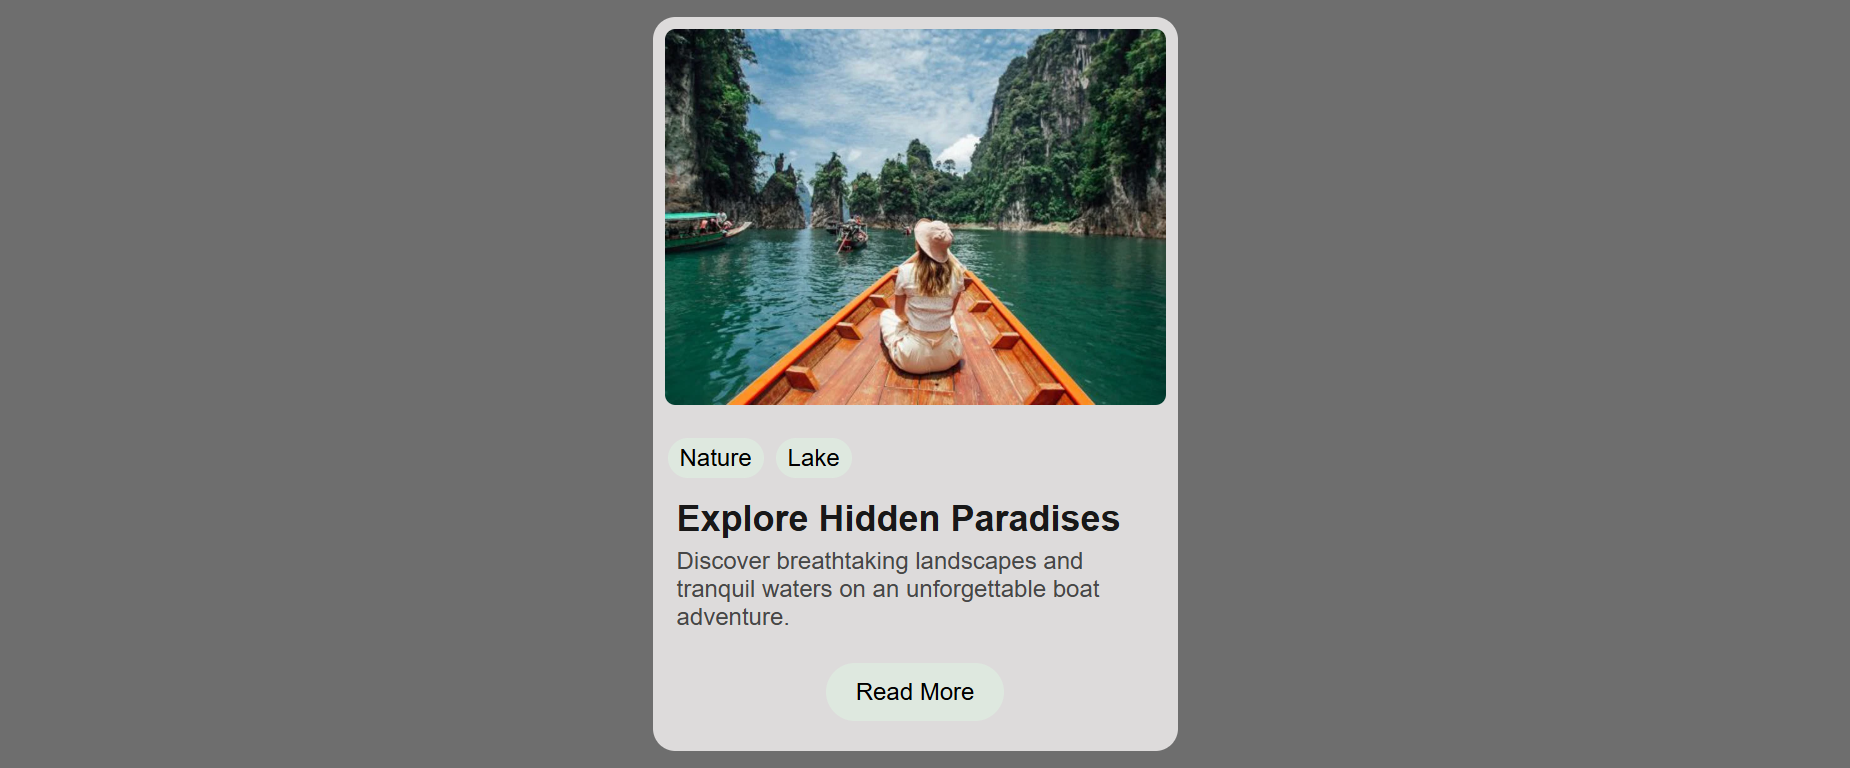 Nature Lake
Explore Hidden Paradises
Discover breathtaking landscapes and
tranquil waters on an unforgettable boat
adventure.
Read More